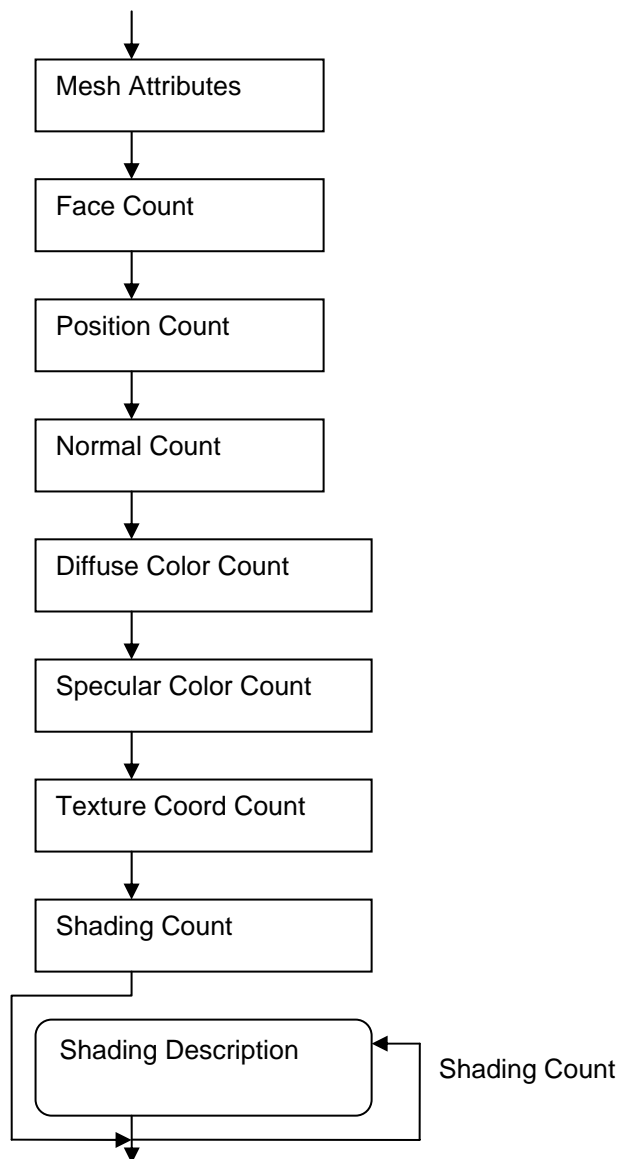 Mesh Attributes
Face Count
Position Count
Normal Count
Diffuse Color Count
Specular Color Count
Texture Coord Count
Shading Count
Shading Description
Shading Count